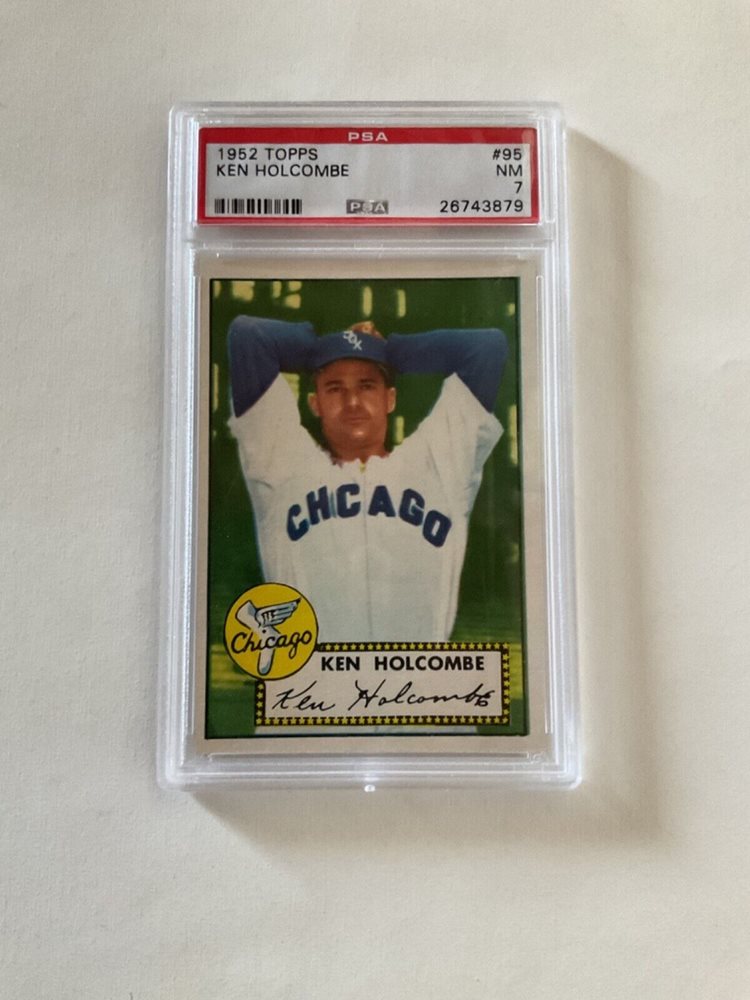 PSA
1952 TOPPS #95
KEN HOLCOMBE NM
7
PSA 26743879
SOX
CHICAGO
Chicago
KEN HOLCOMBE
Ken Holcombe